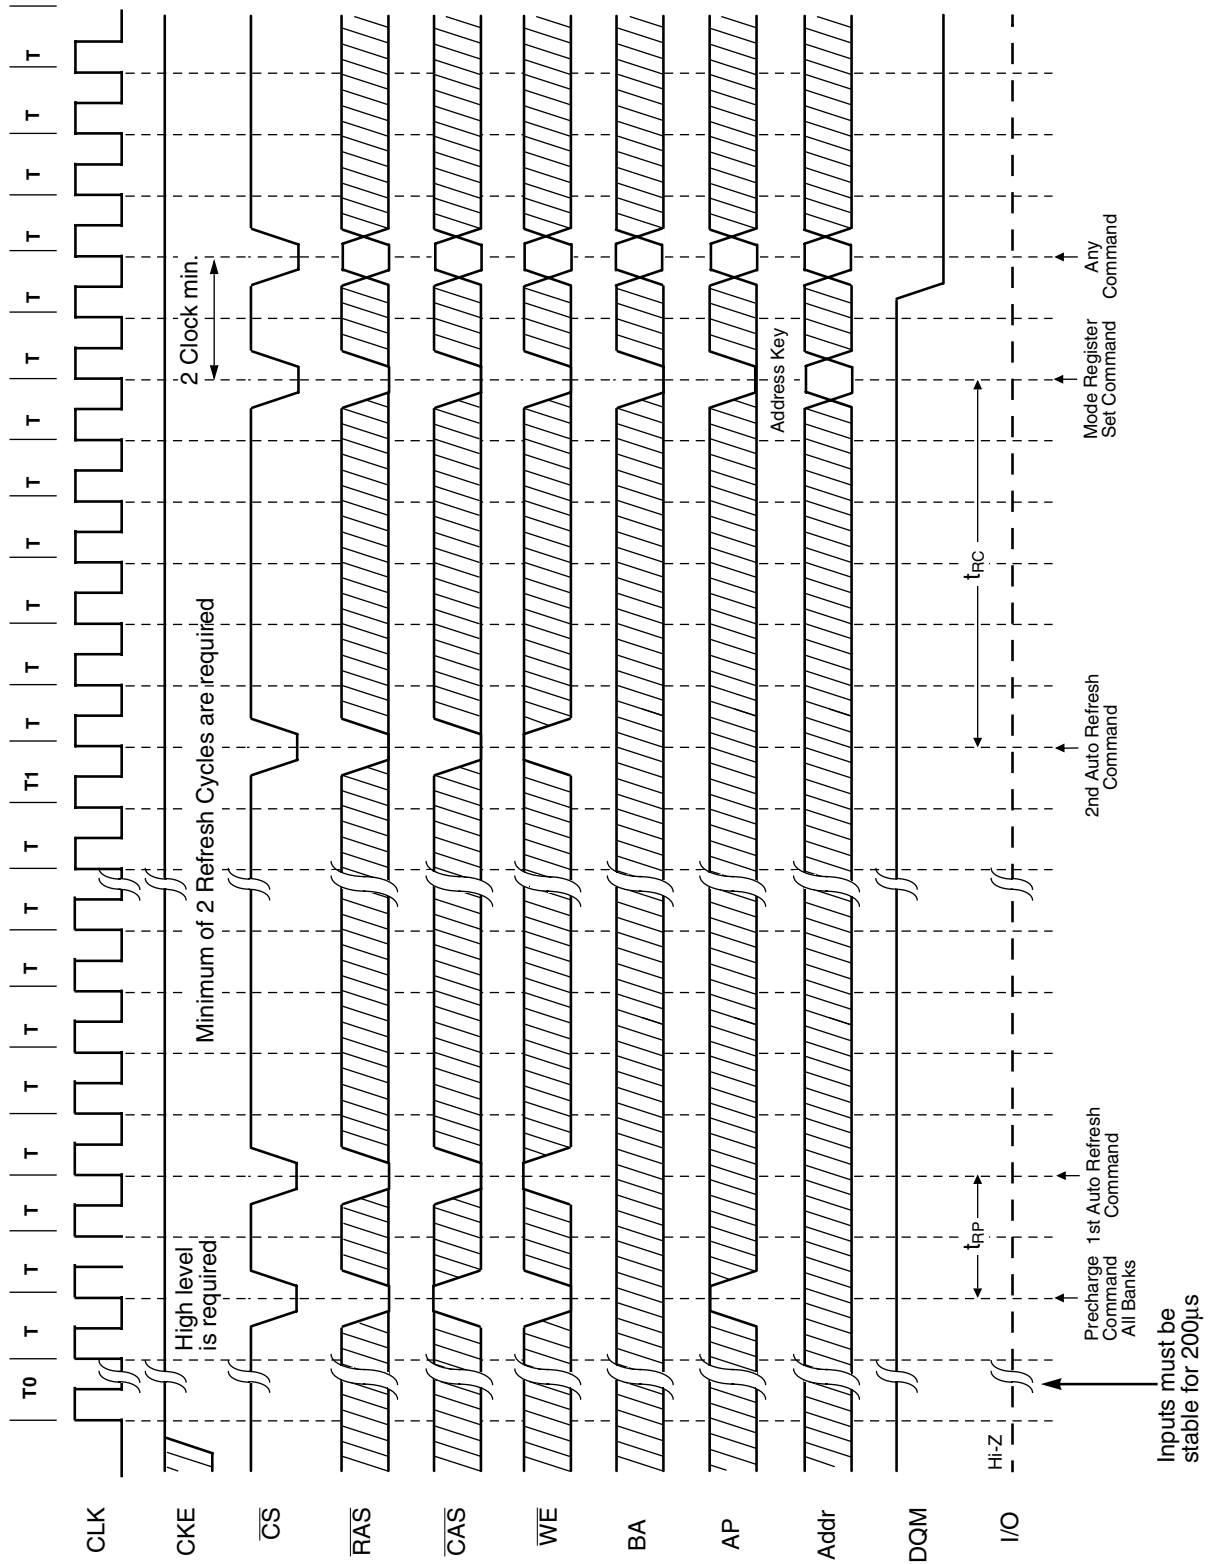 T0 T T T T T T T T T T1 T T T T T T T T T T T
CLK
CKE
High level
is required
Minimum of 2 Refresh Cycles are required
2 Clock min.
CS
RAS
CAS
WE
BA
AP
Address Key
Addr
DQM
tRP
tRC
Hi-Z
I/O
Precharge
Command
All Banks
1st Auto Refresh
Command
2nd Auto Refresh
Command
Mode Register
Set Command
Any
Command
Inputs must be
stable for 200µs